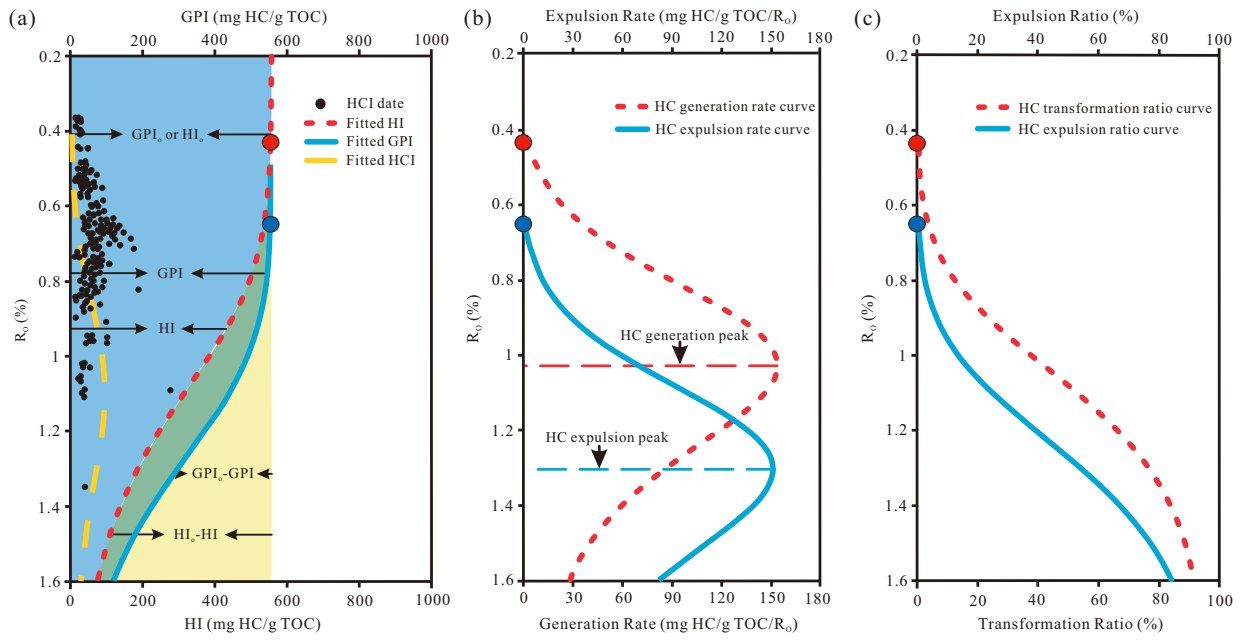 (a)
GPI (mg HC/g TOC)
0 200 400 600 800 1000
0.2
0.4
0.6
0.8
1
1.2
1.4
1.6
Rₒ (%)
HCI date
Fitted HI
Fitted GPI
Fitted HCI
GPIₒ or HIₒ
GPI
HI
GPIₒ-GPI
HIₒ-HI
0 200 400 600 800 1000
HI (mg HC/g TOC)
(b)
Expulsion Rate (mg HC/g TOC/Rₒ)
0 30 60 90 120 150 180
0.2
0.4
0.6
0.8
1
1.2
1.4
1.6
Rₒ (%)
HC generation rate curve
HC expulsion rate curve
HC generation peak
HC expulsion peak
0 30 60 90 120 150 180
Generation Rate (mg HC/g TOC/Rₒ)
(c)
Expulsion Ratio (%)
0 20 40 60 80 100
0.2
0.4
0.6
0.8
1
1.2
1.4
1.6
Rₒ (%)
HC transformation ratio curve
HC expulsion ratio curve
0 20 40 60 80 100
Transformation Ratio (%)